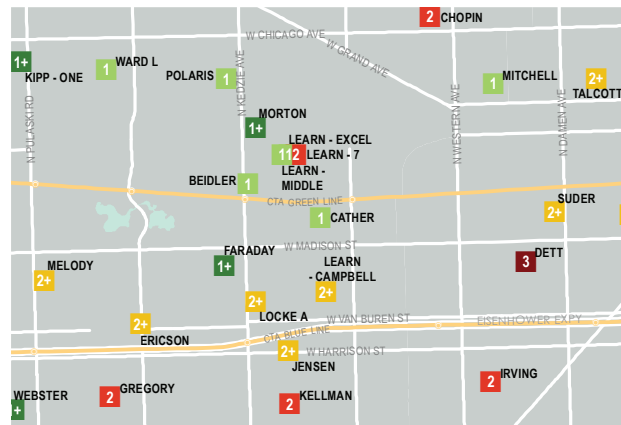 2
CHOPIN
W CHICAGO AVE
W GRAND AVE
1+
KIPP - ONE
1
WARD L
POLARIS
1
N KEDZIE AVE
1
MITCHELL
2+
TALCOTT
N PULASKI RD
N WESTERN AVE
N DAMEN AVE
MORTON
1+
LEARN - EXCEL
1
1
2
LEARN - 7
LEARN -
MIDDLE
BEIDLER
1
CTA GREEN LINE
1
CATHER
SUDER
2+
W MADISON ST
FARADAY
1+
3
DETT
MELODY
2+
LEARN
- CAMPBELL
2+
2+
LOCKE A
W VAN BUREN ST
EISENHOWER EXPY
2+
ERICSON
CTA BLUE LINE
2+
W HARRISON ST
JENSEN
WEBSTER
+
2
GREGORY
2
KELLMAN
2
IRVING